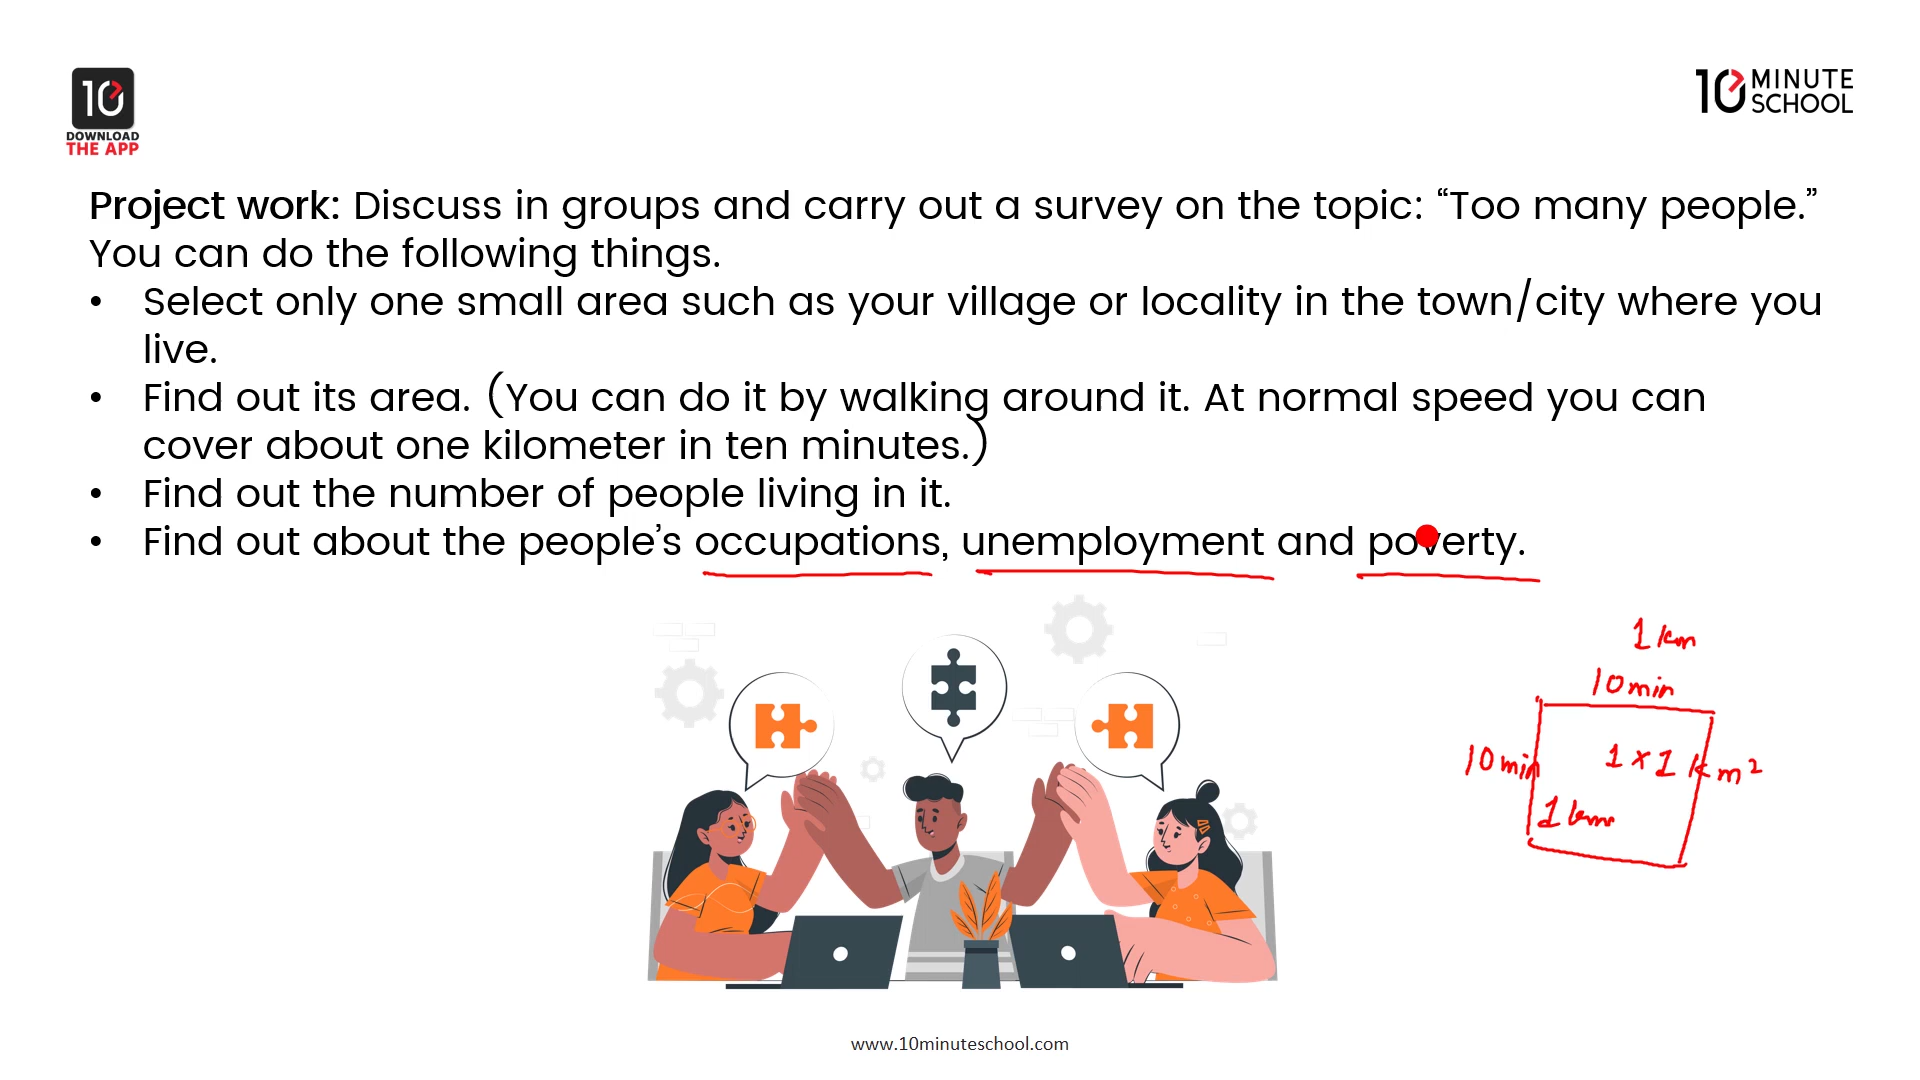 10
DOWNLOAD
THE APP
10 MINUTE
SCHOOL
Project work: Discuss in groups and carry out a survey on the topic: “Too many people.”
You can do the following things.
• Select only one small area such as your village or locality in the town/city where you
live.
• Find out its area. (You can do it by walking around it. At normal speed you can
cover about one kilometer in ten minutes.)
• Find out the number of people living in it.
• Find out about the people’s occupations, unemployment and poverty.
1 km
10 min
10 min
1 x 1 km²
1 km
www.10minuteschool.com